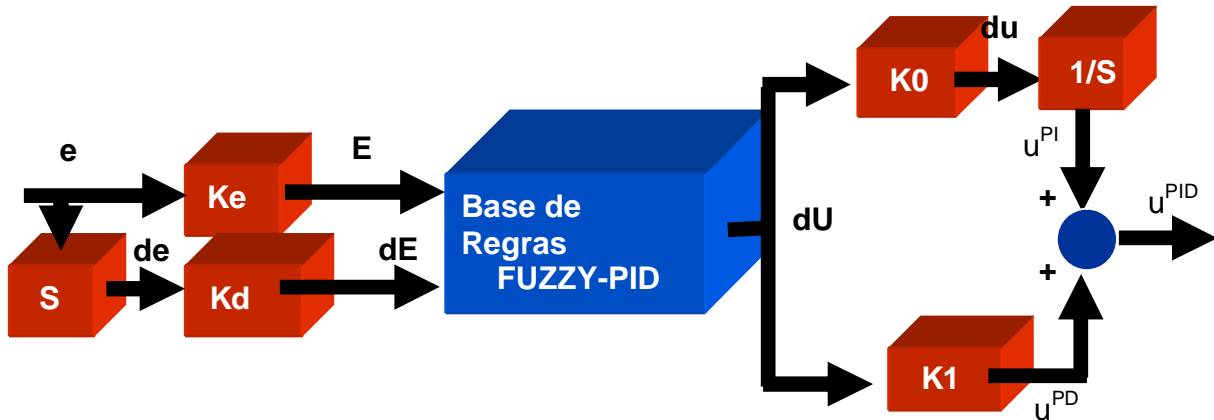 du
K0
1/S
e
E
u^PI
Ke
Base de
Regras
FUZZY-PID
+
u^PID
de
dE
dU
S
Kd
+
K1
u^PD